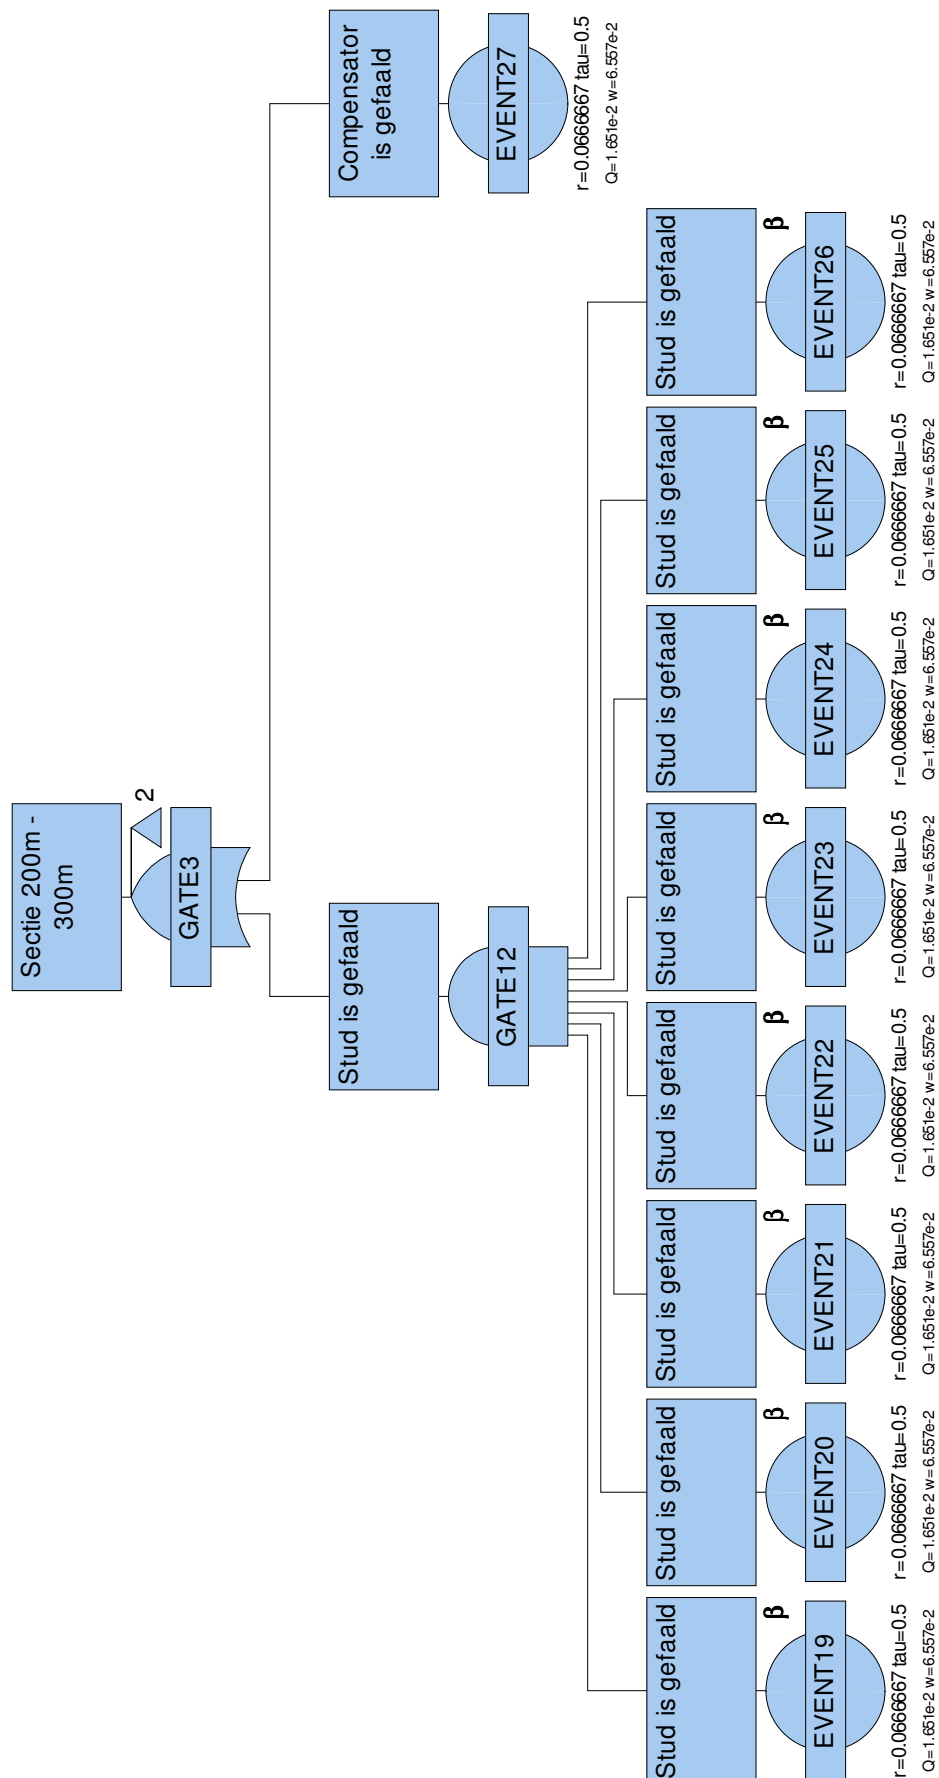 Sectie 200m -
300m
2
GATE3
Stud is gefaald
GATE12
Compensator
is gefaald
EVENT27
r=0.0666667 tau=0.5
Q=1.651e-2 w=6.557e-2
Stud is gefaald
β
EVENT19
r=0.0666667 tau=0.5
Q=1.651e-2 w=6.557e-2
Stud is gefaald
β
EVENT20
r=0.0666667 tau=0.5
Q=1.651e-2 w=6.557e-2
Stud is gefaald
β
EVENT21
r=0.0666667 tau=0.5
Q=1.651e-2 w=6.557e-2
Stud is gefaald
β
EVENT22
r=0.0666667 tau=0.5
Q=1.651e-2 w=6.557e-2
Stud is gefaald
β
EVENT23
r=0.0666667 tau=0.5
Q=1.651e-2 w=6.557e-2
Stud is gefaald
β
EVENT24
r=0.0666667 tau=0.5
Q=1.651e-2 w=6.557e-2
Stud is gefaald
β
EVENT25
r=0.0666667 tau=0.5
Q=1.651e-2 w=6.557e-2
Stud is gefaald
β
EVENT26
r=0.0666667 tau=0.5
Q=1.651e-2 w=6.557e-2